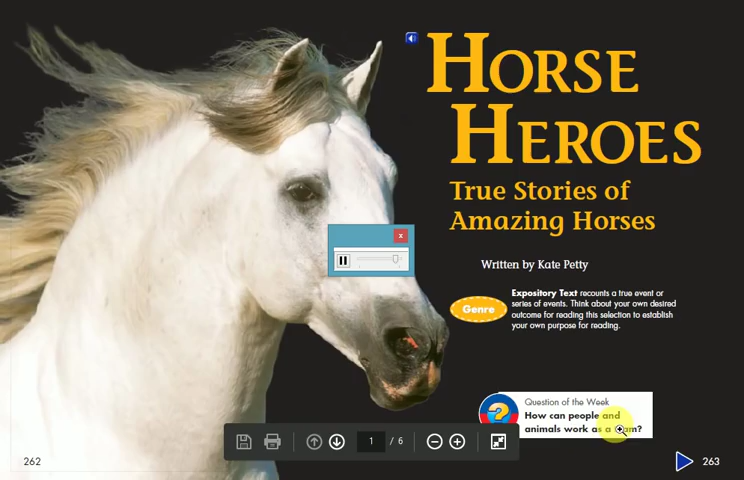 HORSE
HEROES
True Stories of
Amazing Horses
Written by Kate Petty
Genre
Expository Text recounts a true event or
series of events. Think about your own desired
outcome for reading this selection to establish
your own purpose for reading.
?
Question of the Week
How can people and
animals work as a team?
x
1 / 6
262
263